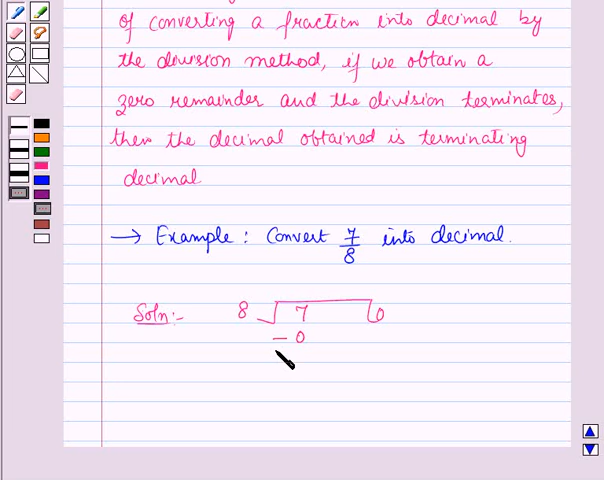 of converting a fraction into decimal by
the division method, if we obtain a
zero remainder and the division terminates,
then the decimal obtained is terminating
decimal
→ Example : Convert 7/8 into decimal.
Soln:- 8 7 0
- 0